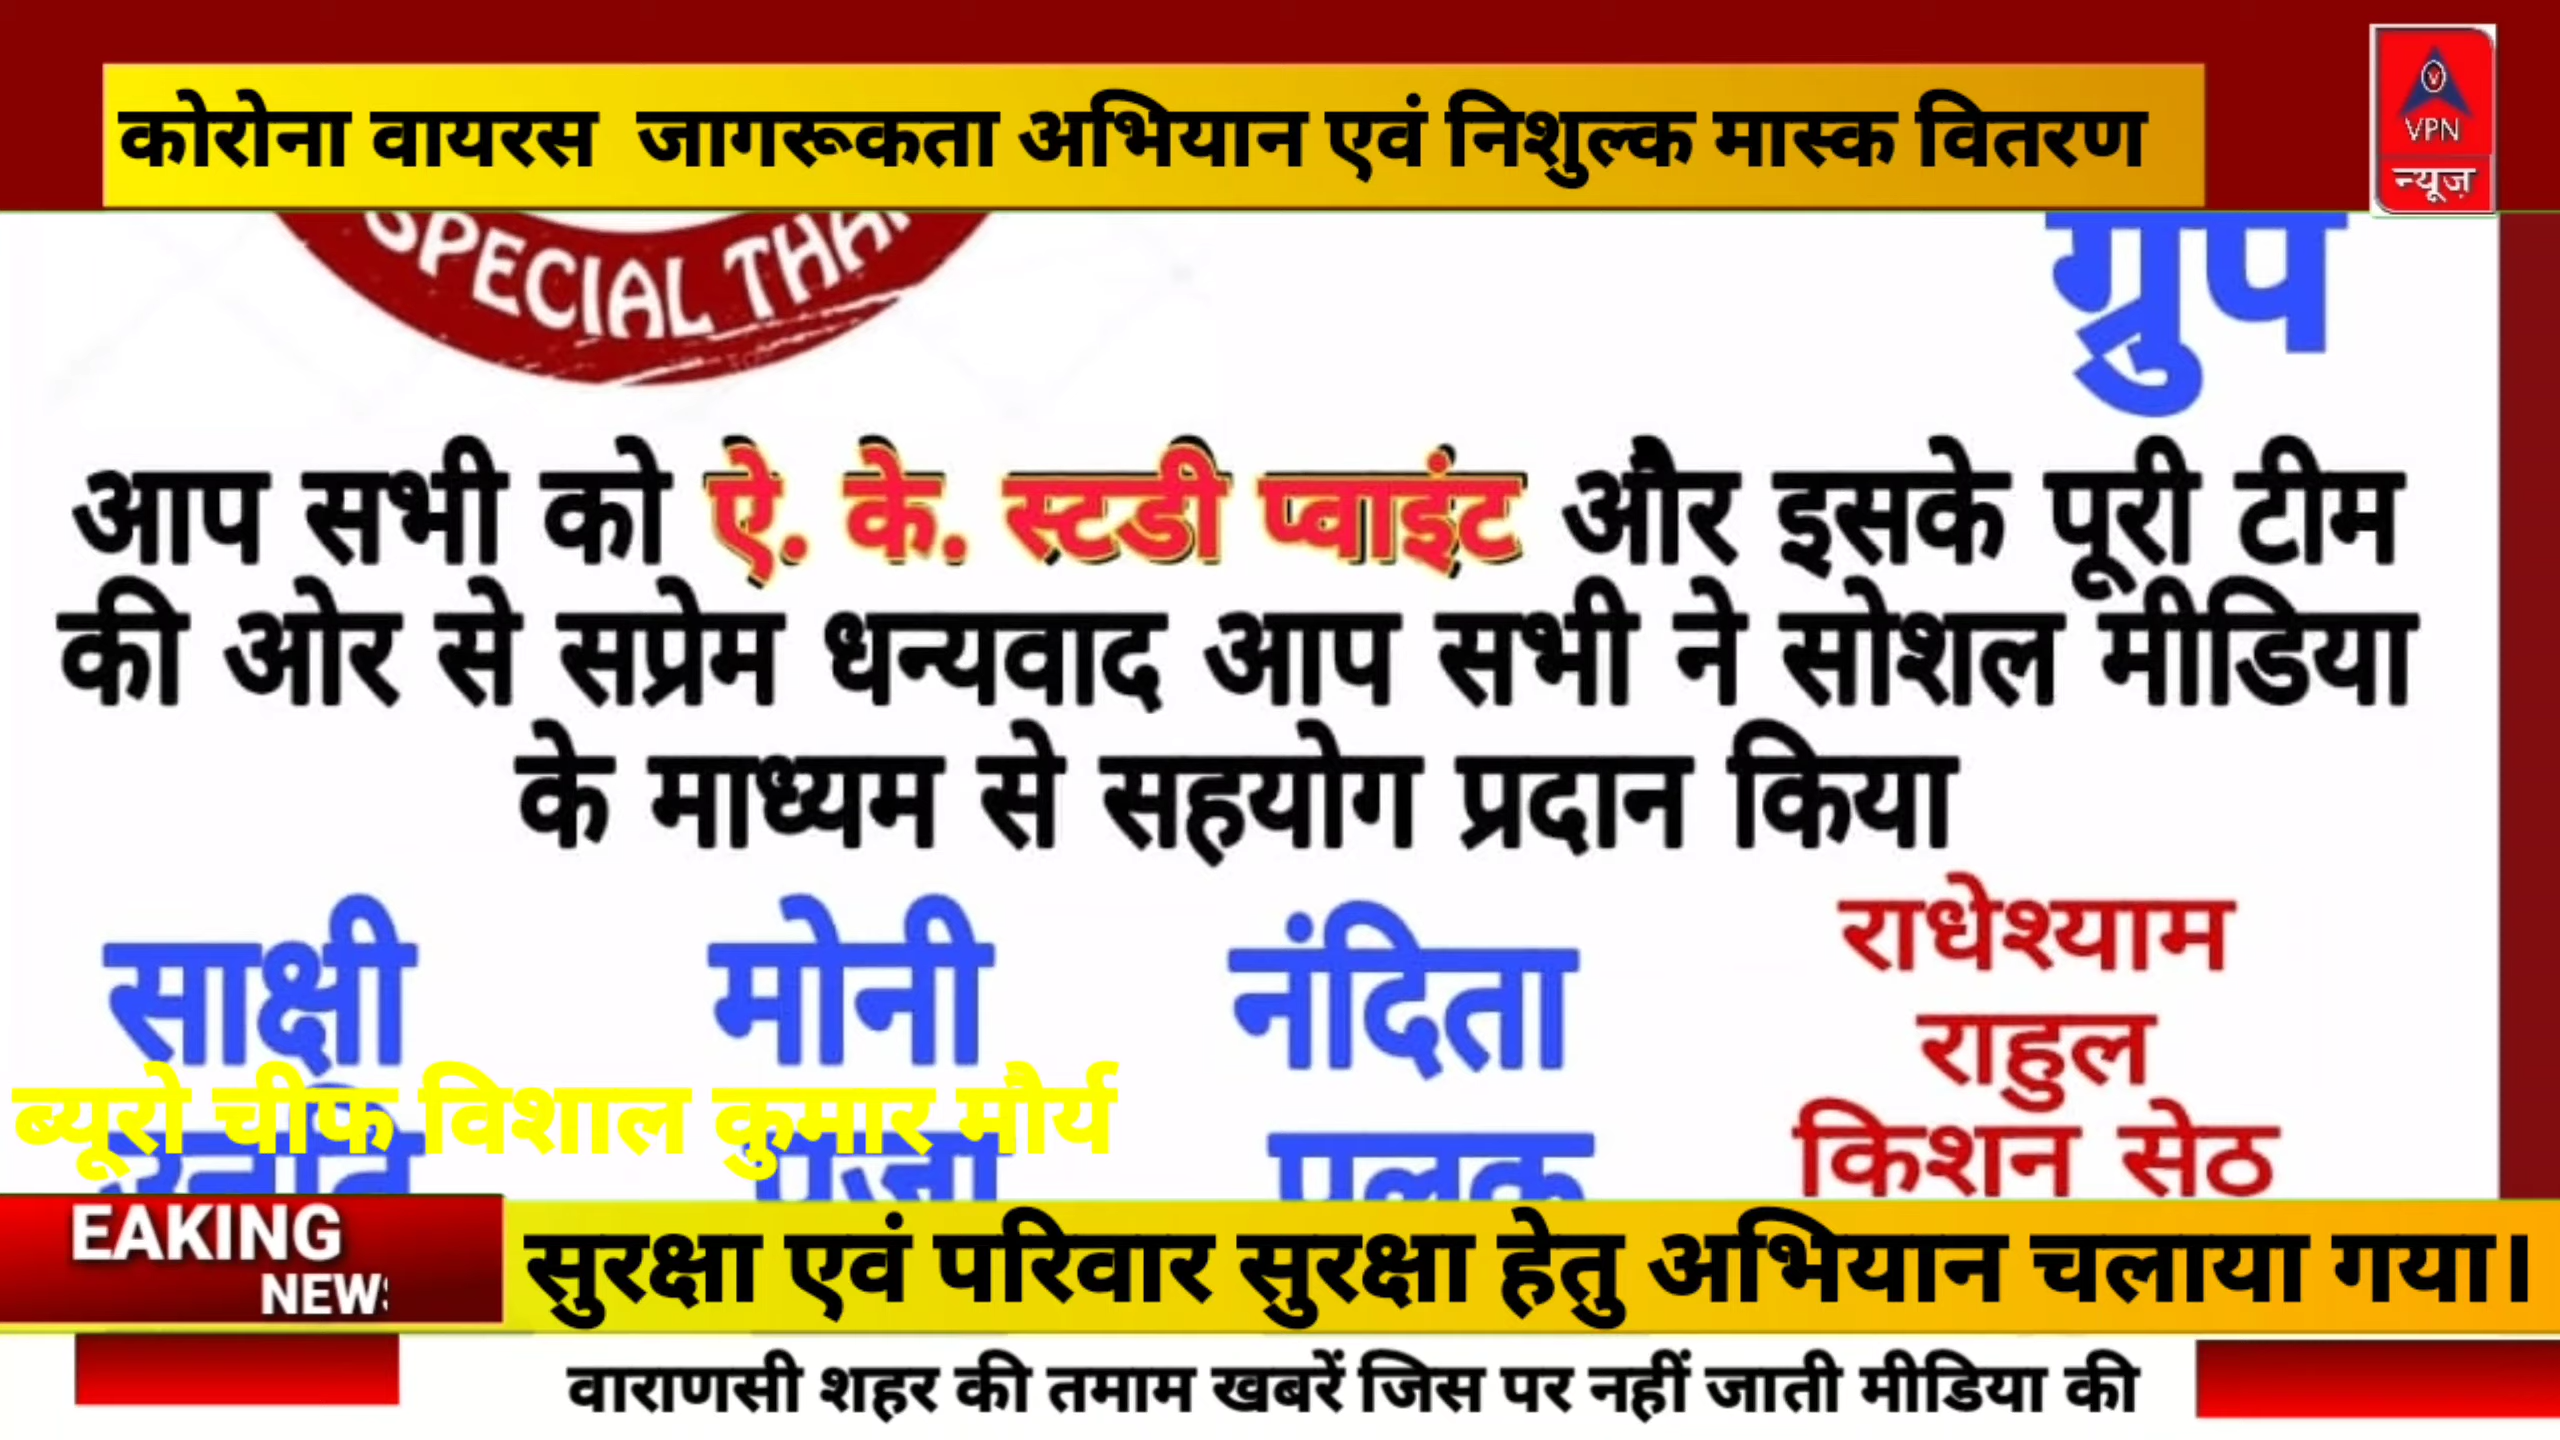 कोरोना वायरस जागरूकता अभियान एवं निशुल्क मास्क वितरण
VPN
न्यूज़
SPECIAL
ग्रुप
आप सभी को ऐ. के. स्टडी प्वाइंट और इसके पूरी टीम
की ओर से सप्रेम धन्यवाद आप सभी ने सोशल मीडिया
के माध्यम से सहयोग प्रदान किया
साक्षी मोनी नंदिता राधेश्याम
राहुल
ब्यूरो चीफ विशाल कुमार मौर्य
पूजा पलक किशन सेठ
EAKING
NEWS
सुरक्षा एवं परिवार सुरक्षा हेतु अभियान चलाया गया।
वाराणसी शहर की तमाम खबरें जिस पर नहीं जाती मीडिया की